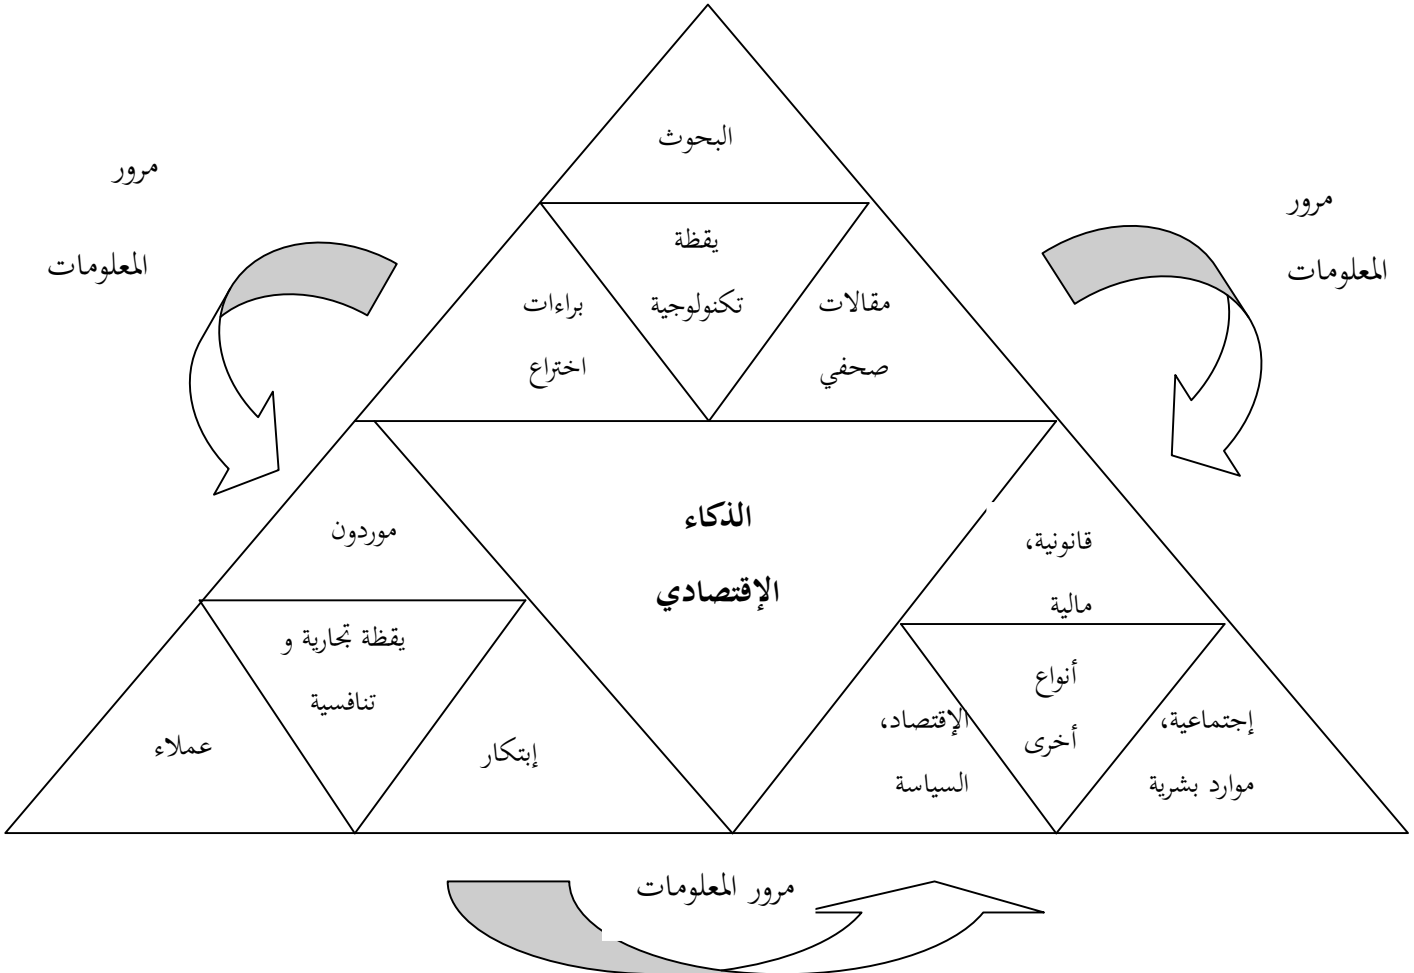 البحوث
مرور
المعلومات
مرور
المعلومات
يقظة
تكنولوجية
مقالات
صحفي
براءات
اختراع
الذكاء
الإقتصادي
قانونية،
مالية
موردون
أنواع
أخرى
إجتماعية،
موارد بشرية
الإقتصاد،
السياسة
يقظة تجارية و
تنافسية
إبتكار
عملاء
مرور المعلومات